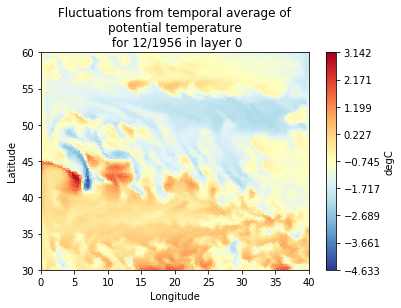 Fluctuations from temporal average of
potential temperature
for 12/1956 in layer 0
60
55
50
45
40
35
30
Latitude
0 5 10 15 20 25 30 35 40
Longitude
3.142
2.171
1.199
0.227
−0.745
−1.717
−2.689
−3.661
−4.633
degC